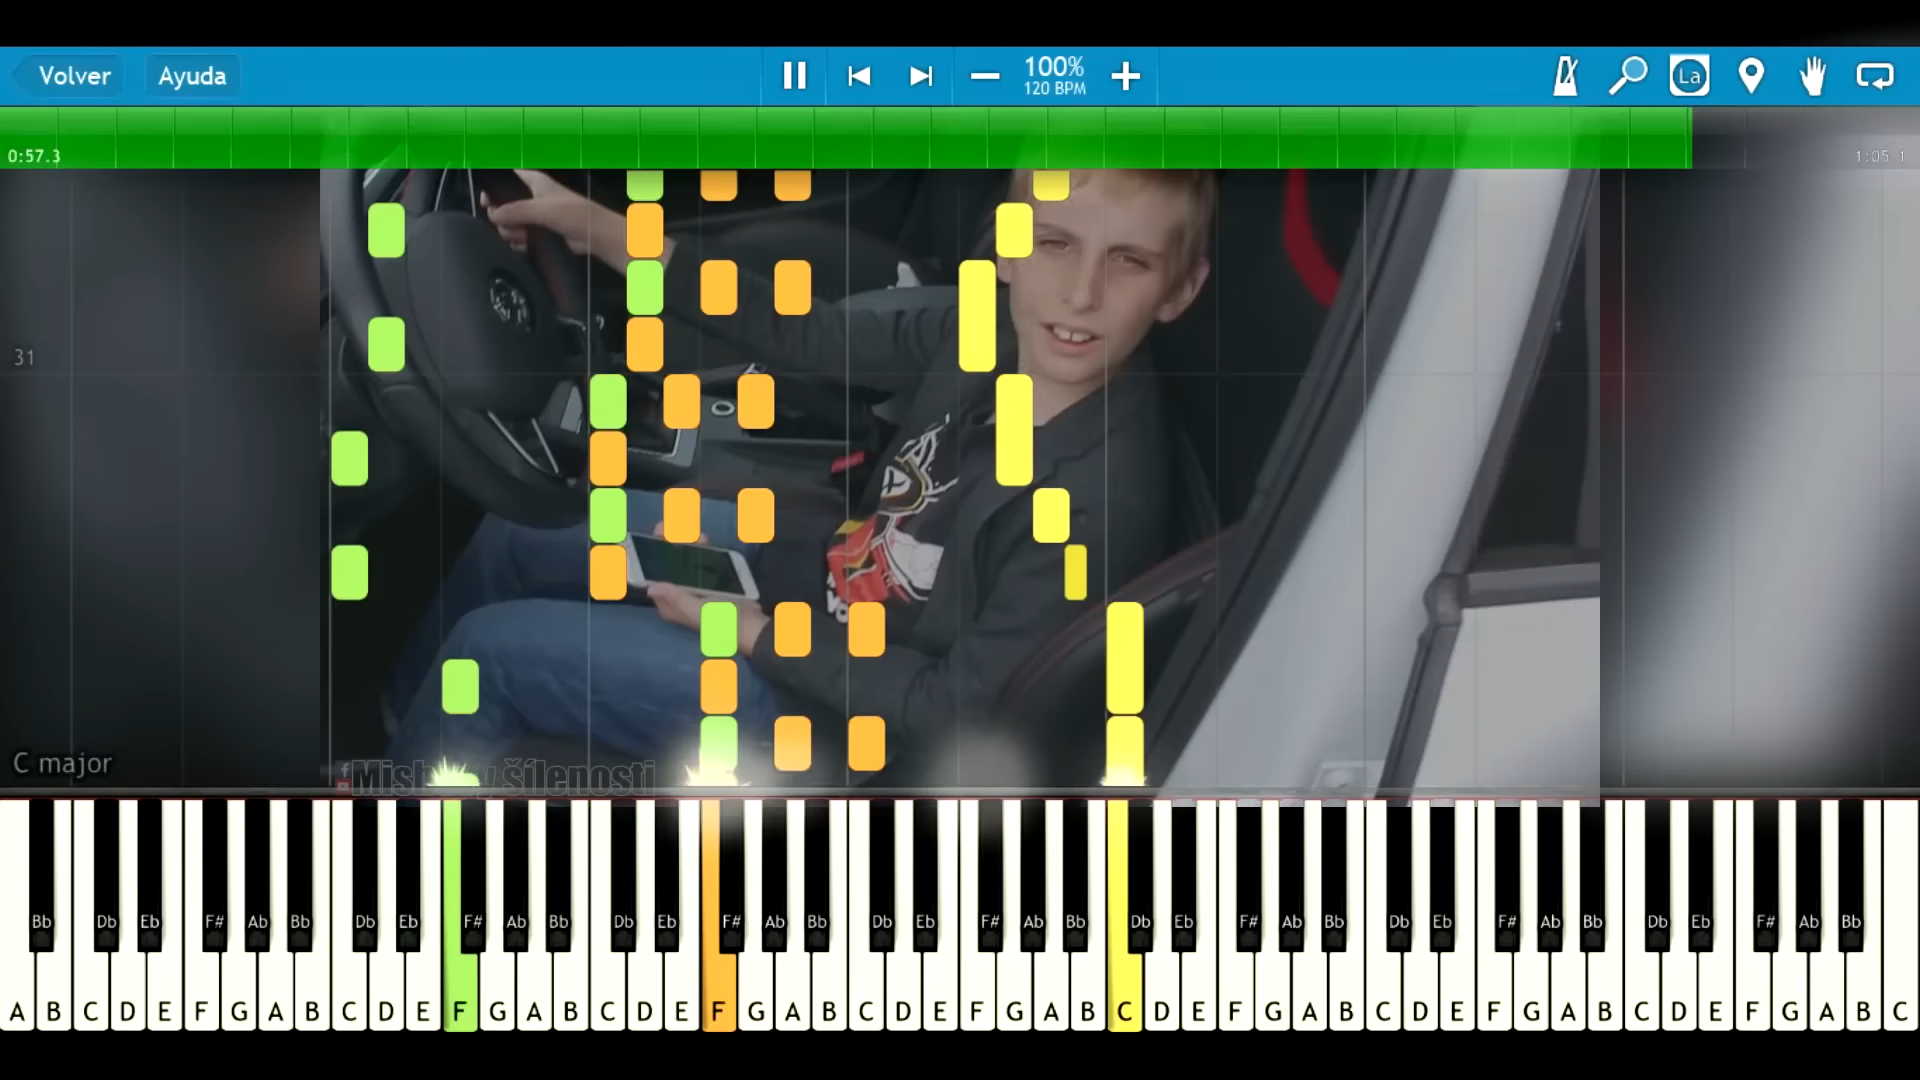 Volver Ayuda 100% La
120 BPM
0:57.3 1:05.1
31
C major
Bb Db Eb F# Ab Bb Db Eb F# Ab Bb Db Eb F# Ab Bb Db Eb F# Ab Bb Db Eb F# Ab Bb Db Eb F# Ab Bb Db Eb F# Ab Bb
A B C D E F G A B C D E F G A B C D E F G A B C D E F G A B C D E F G A B C D E F G A B C D E F G A B C